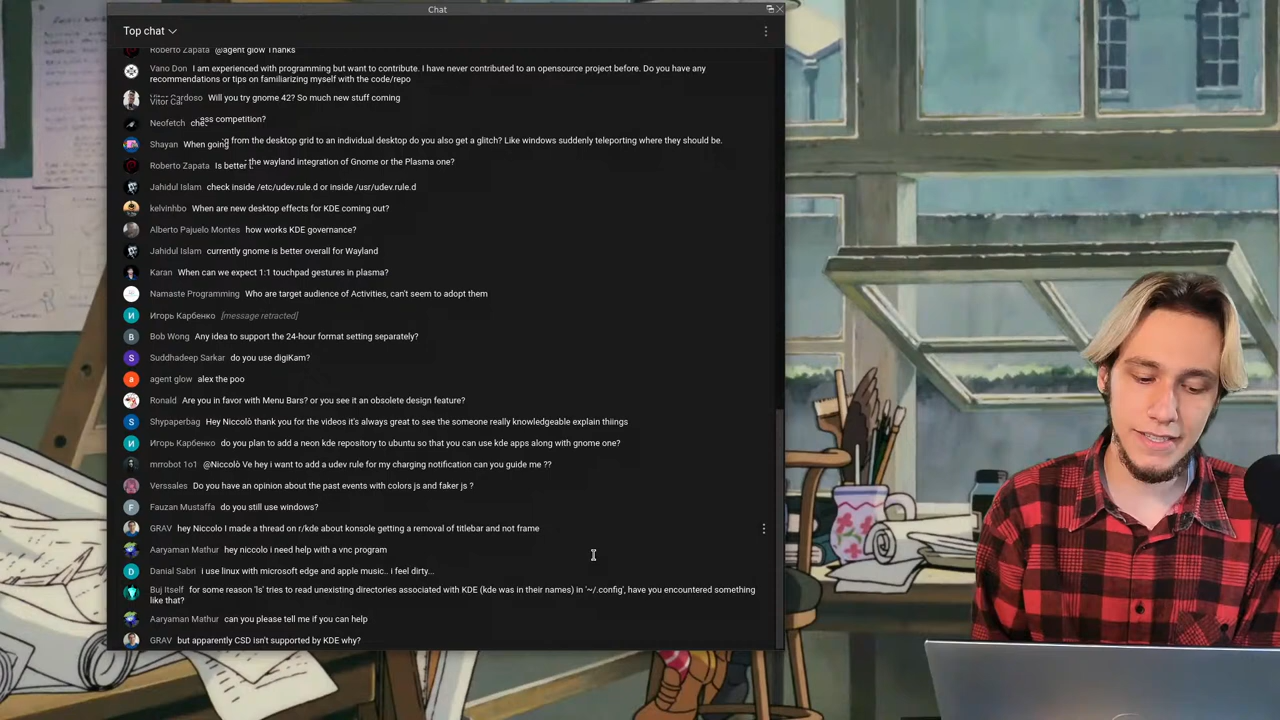 Chat
Top chat
Roberto Zapata @agent glow Thanks
Vano Don I am experienced with programming but want to contribute. I have never contributed to an opensource project before. Do you have any
recommendations or tips on familiarizing myself with the code/repo
Vitor Cardoso Will you try gnome 42? So much new stuff coming
Vitor Car
ess competition?
Neofetch che
from the desktop grid to an individual desktop do you also get a glitch? Like windows suddenly teleporting where they should be.
Shayan When going
the wayland integration of Gnome or the Plasma one?
Roberto Zapata Is better t
Jahidul Islam check inside /etc/udev.rule.d or inside /usr/udev.rule.d
kelvinhbo When are new desktop effects for KDE coming out?
Alberto Pajuelo Montes how works KDE governance?
Jahidul Islam currently gnome is better overall for Wayland
Karan When can we expect 1:1 touchpad gestures in plasma?
Namaste Programming Who are target audience of Activities, can't seem to adopt them
И Игорь Карбенко [message retracted]
B Bob Wong Any idea to support the 24-hour format setting separately?
S Suddhadeep Sarkar do you use digiKam?
a agent glow alex the poo
Ronald Are you in favor with Menu Bars? or you see it an obsolete design feature?
S Shypaperbag Hey Niccolò thank you for the videos it's always great to see the someone really knowledgeable explain thiings
И Игорь Карбенко do you plan to add a neon kde repository to ubuntu so that you can use kde apps along with gnome one?
mrrobot 1o1 @Niccolò Ve hey i want to add a udev rule for my charging notification can you guide me ??
Verssales Do you have an opinion about the past events with colors js and faker js ?
F Fauzan Mustaffa do you still use windows?
GRAV hey Niccolo I made a thread on r/kde about konsole getting a removal of titlebar and not frame
Aaryaman Mathur hey niccolo i need help with a vnc program
D Danial Sabri i use linux with microsoft edge and apple music.. i feel dirty...
Buj Itself for some reason 'ls' tries to read unexisting directories associated with KDE (kde was in their names) in '~/.config', have you encountered something
like that?
Aaryaman Mathur can you please tell me if you can help
GRAV but apparently CSD isn't supported by KDE why?